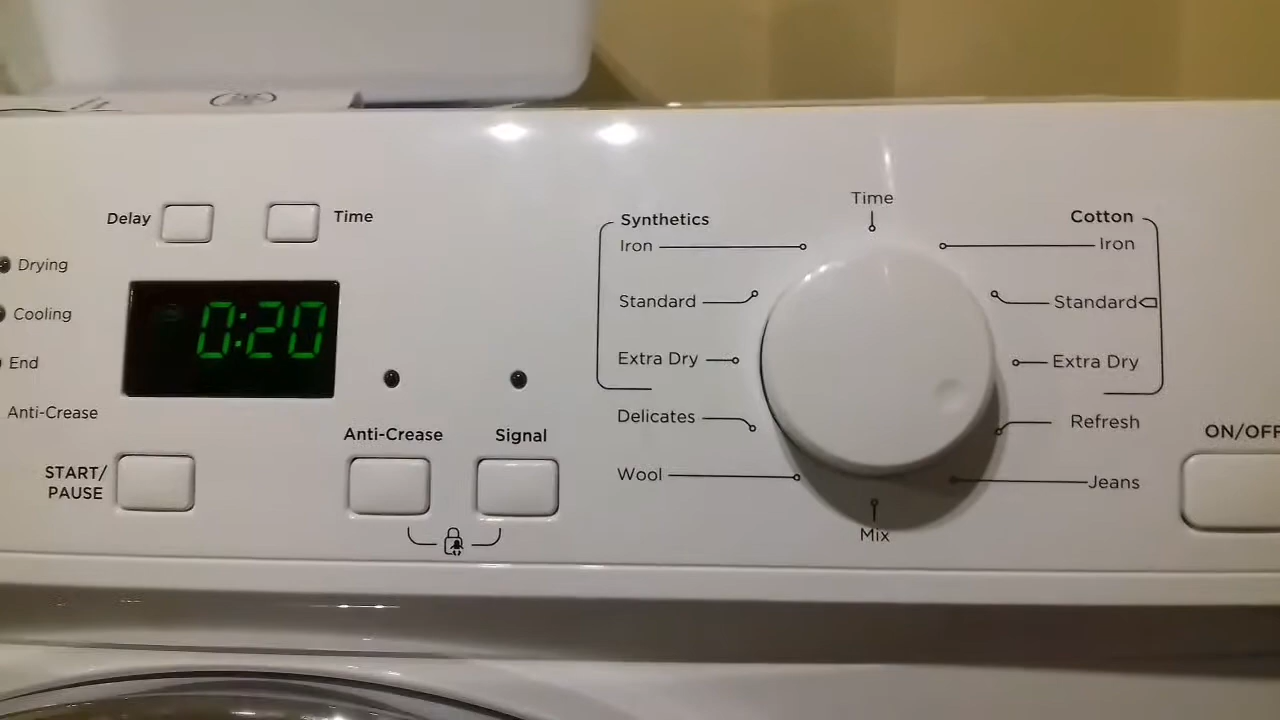 Delay
Time
Drying
Cooling
End
Anti-Crease
0:20
START/
PAUSE
Anti-Crease
Signal
Time
Synthetics
Iron
Standard
Extra Dry
Delicates
Wool
Mix
Cotton
Iron
Standard
Extra Dry
Refresh
Jeans
ON/OFF